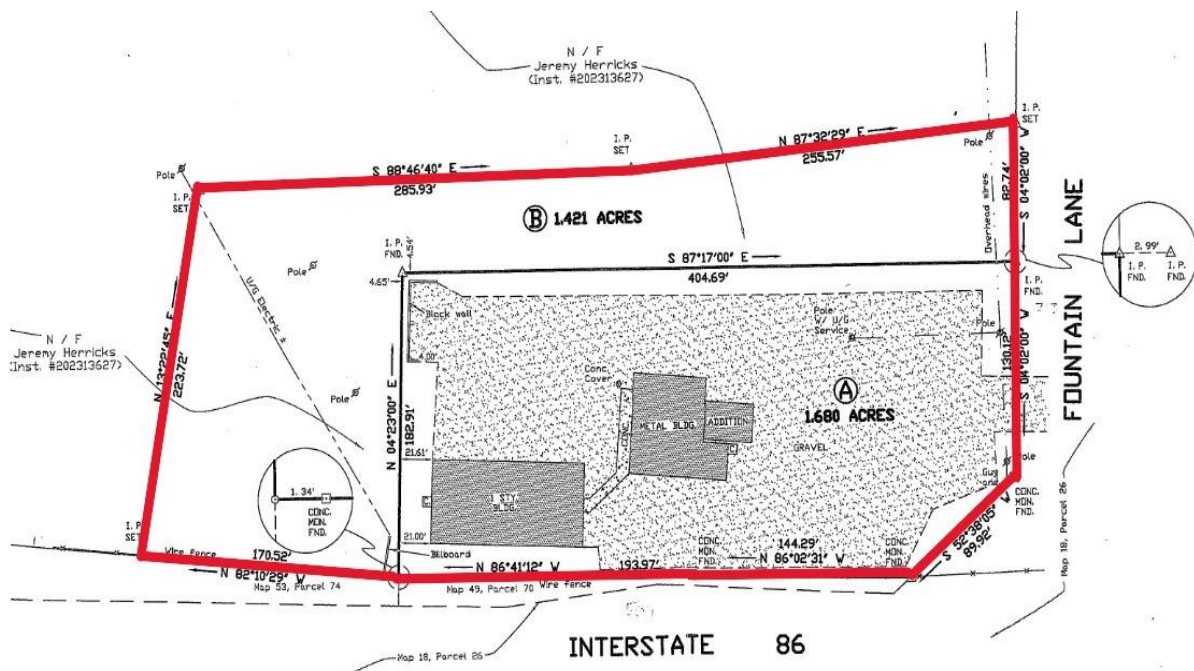 N / F
Jeremy Herricks
(Inst. #202313627)
I. P.
SET
N 87°32'29" E
255.57'
I. P.
SET
Pole
S 88°46'40" E
285.93'
Pole
I. P.
SET
82.74'
S 04°02'00" W
Overhead wires
B 1.421 ACRES
I. P.
FND.
4.54'
S 87°17'00" E
404.69'
2.99'
I. P.
FND.
I. P.
FND.
I. P.
FND.
FOUNTAIN LANE
Pole
U/G Electric
4.65'
Block wall
Pole
W/ U/G
Service
Pole
130.12'
S 04°02'00" W
N / F
Jeremy Herricks
(Inst. #202313627)
N 13°22'45" E
223.72'
4.00'
Conc.
Cover
Pole
N 04°23'00" E
182.91'
CONC.
METAL BLDG.
ADDITION
A
1.680 ACRES
GRAVEL
21.61'
Pole
Guy
CONC.
MON.
FND.
1.34'
CONC.
MON.
FND.
1 STY.
BLDG.
S 52°38'05" W
89.92'
Map 18, Parcel 26
I. P.
SET
21.00'
Wire fence
170.52'
Billboard
CONC.
MON.
FND.
144.29'
N 86°02'31" W
CONC.
MON.
FND.
N 82°10'29" W
N 86°41'12" W
193.97'
Wire fence
Map 53, Parcel 74
Map 49, Parcel 70
INTERSTATE 86
Map 18, Parcel 26